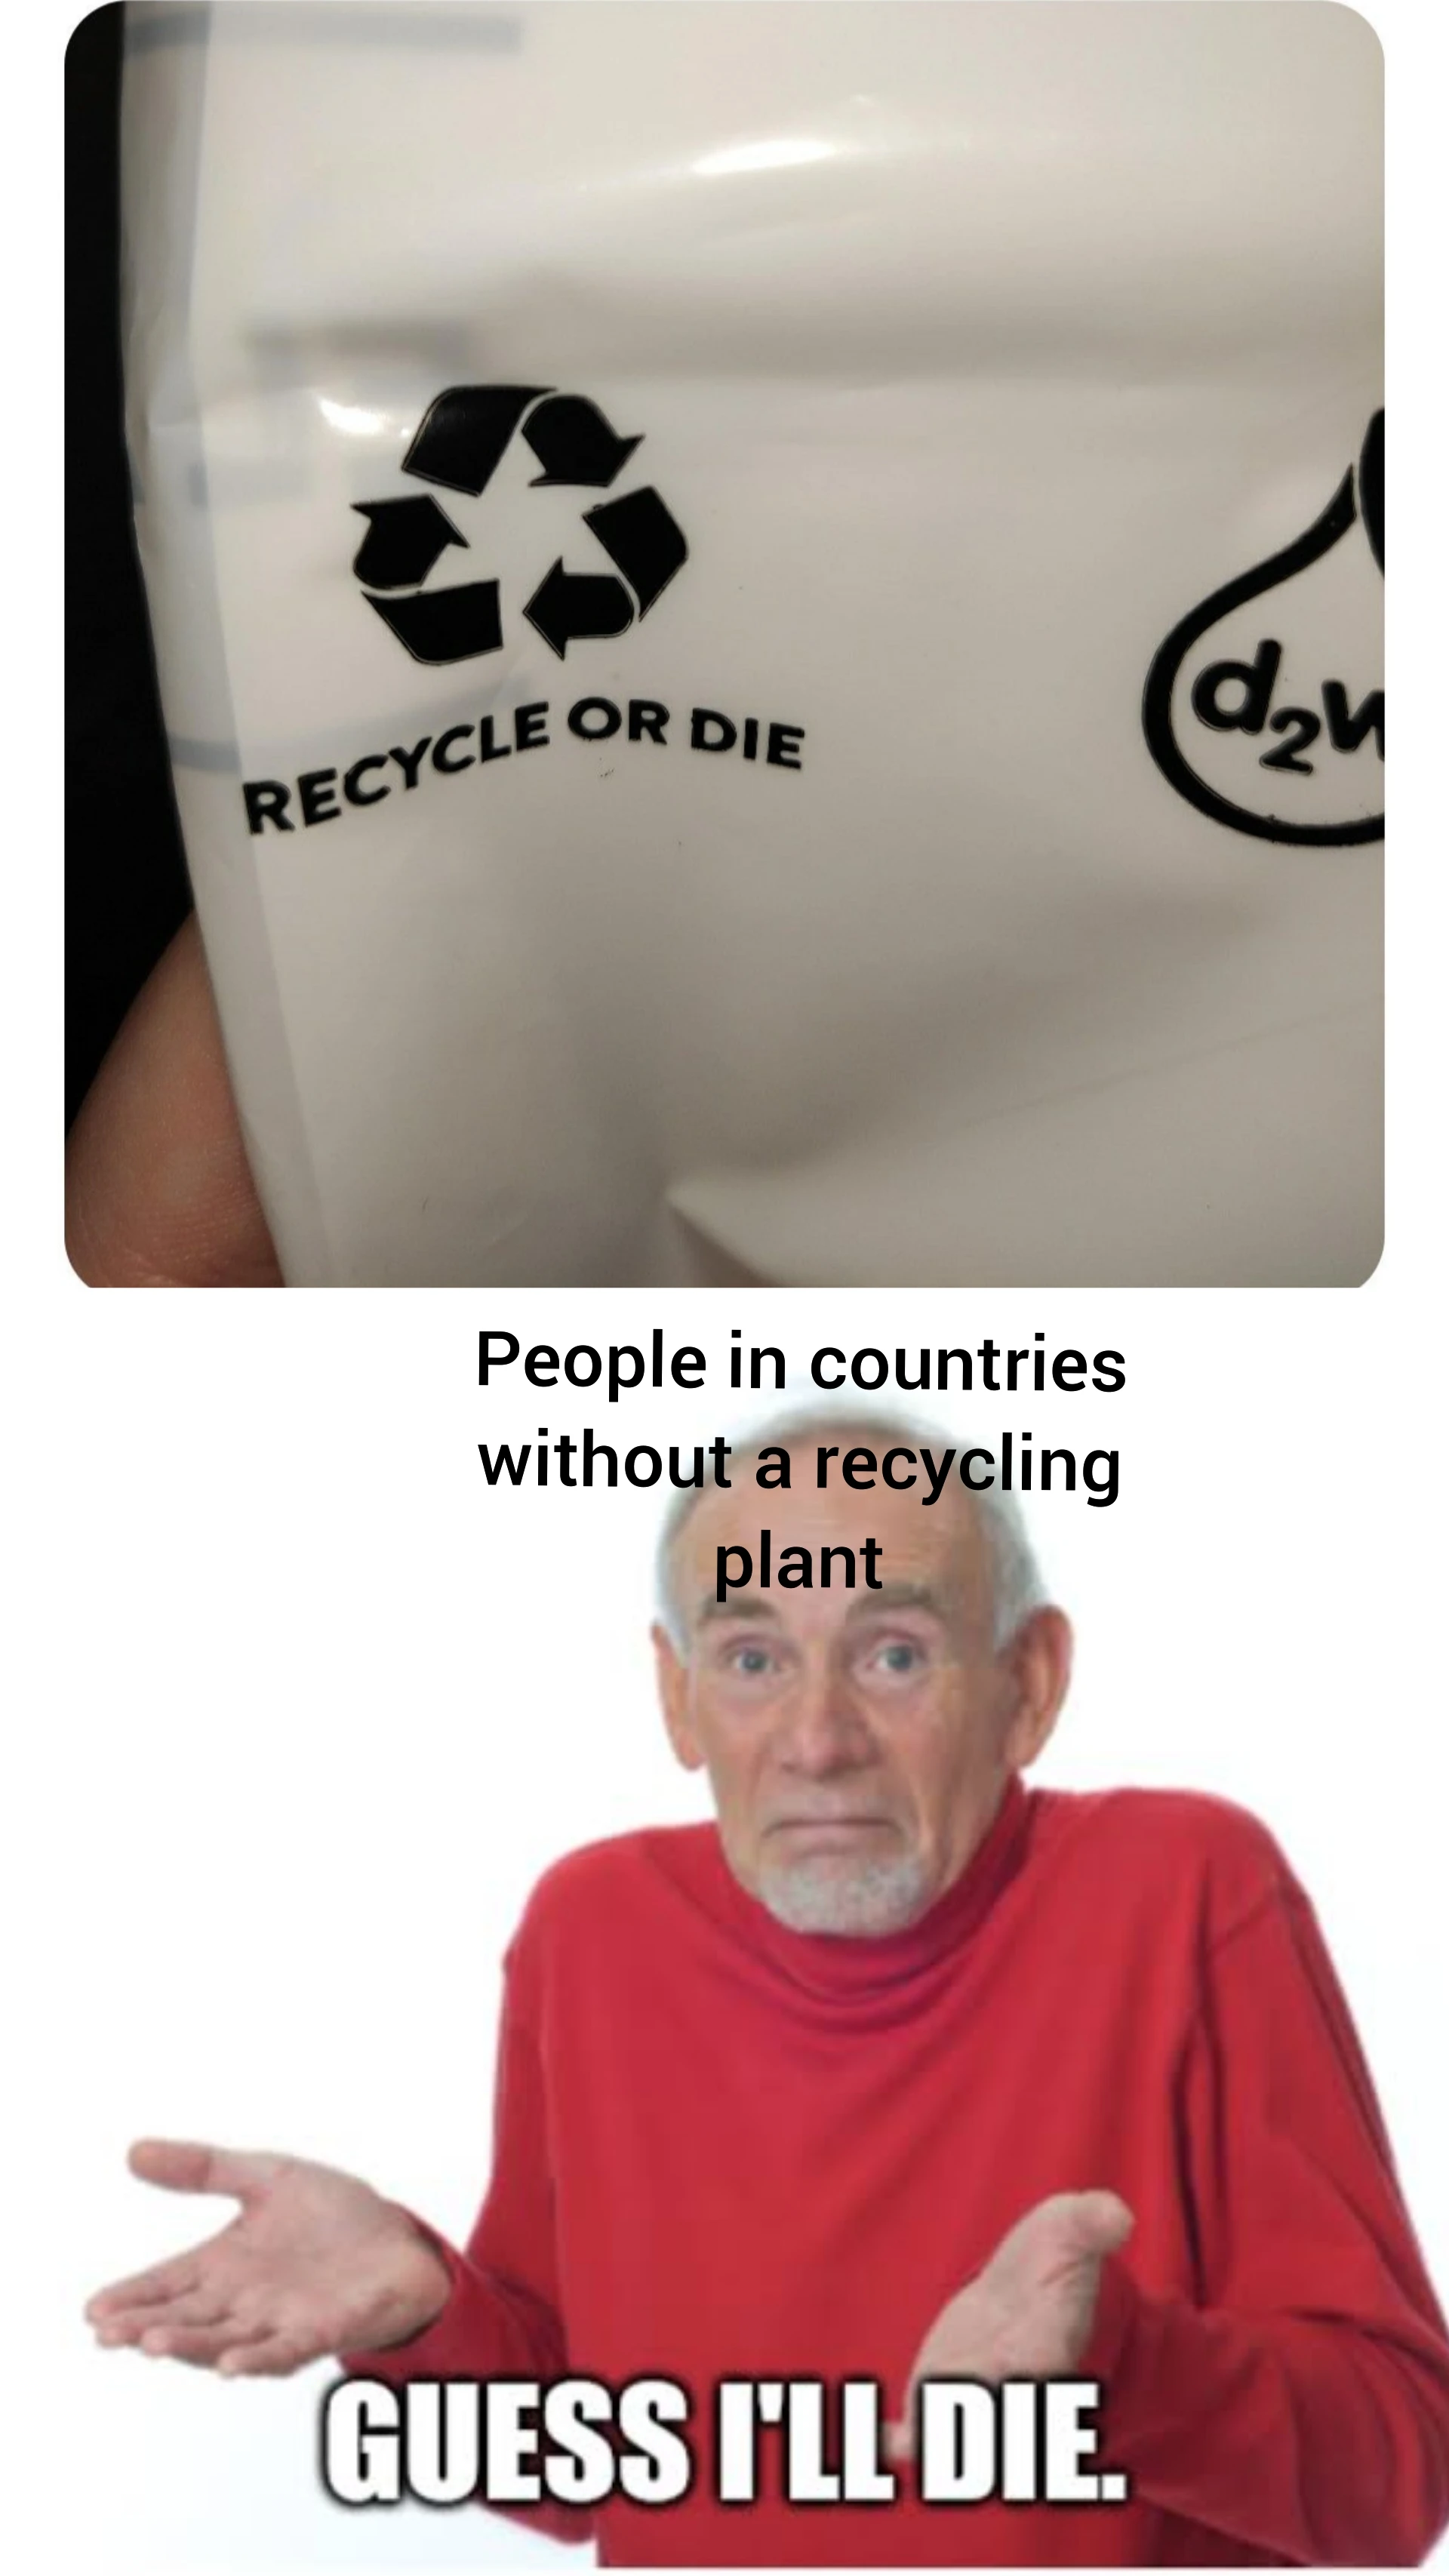 RECYCLE OR DIE
People in countries
without a recycling
plant
GUESS I'LL DIE.